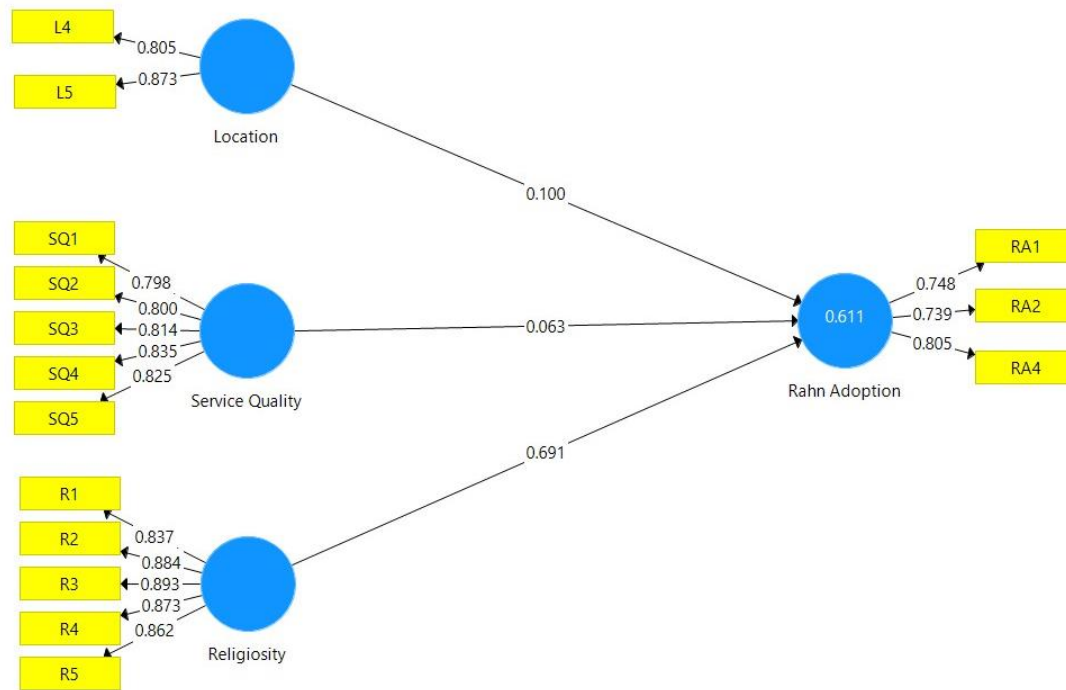 L4
0.805
L5
0.873
Location
0.100
SQ1
0.798
SQ2
0.800
SQ3
0.814
SQ4
0.835
SQ5
0.825
Service Quality
0.063
R1
0.837
R2
0.884
R3
0.893
R4
0.873
R5
0.862
Religiosity
0.691
0.611
Rahn Adoption
RA1
0.748
RA2
0.739
RA4
0.805